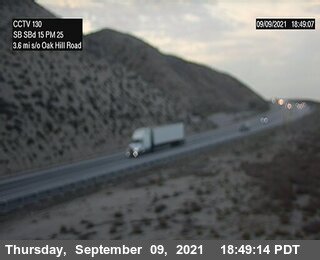 CCTV 130
SB SBd 15 PM 25
3.6 mi s/o Oak Hill Road
09/09/2021 18:49:07
Thursday, September 09, 2021 18:49:14 PDT